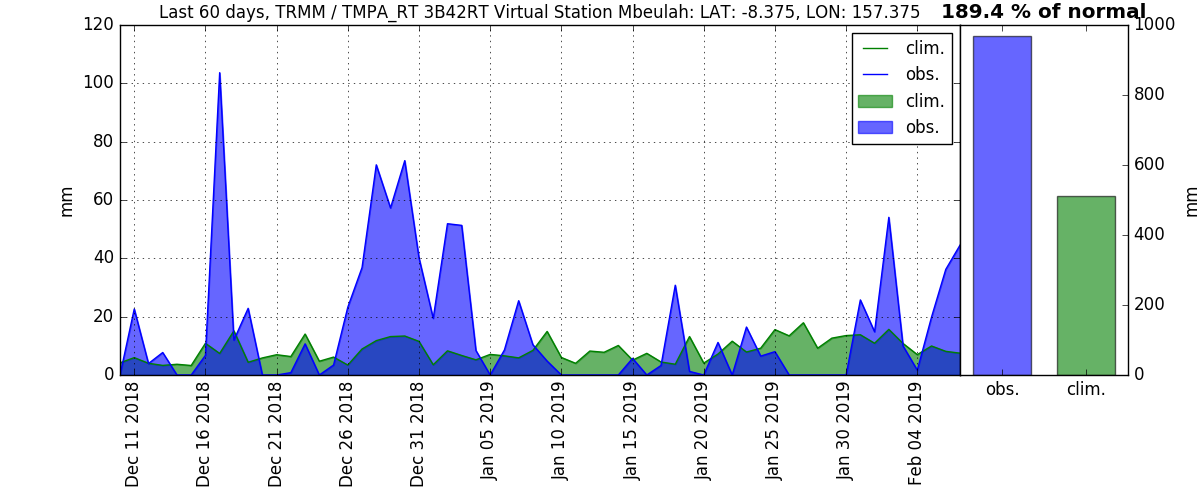 Last 60 days, TRMM / TMPA_RT 3B42RT Virtual Station Mbeulah: LAT: -8.375, LON: 157.375
189.4 % of normal
120
100
80
60
40
20
0
mm
clim.
obs.
clim.
obs.
1000
800
600
400
200
0
mm
obs.
clim.
Dec 11 2018
Dec 16 2018
Dec 21 2018
Dec 26 2018
Dec 31 2018
Jan 05 2019
Jan 10 2019
Jan 15 2019
Jan 20 2019
Jan 25 2019
Jan 30 2019
Feb 04 2019